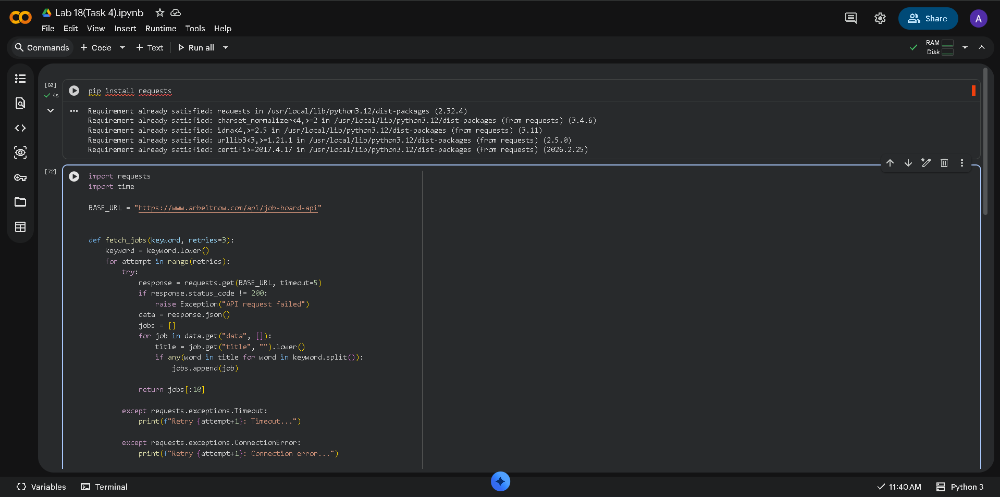 Lab 18(Task 4).ipynb
File Edit View Insert Runtime Tools Help
Share
A
Commands + Code + Text Run all
RAM
Disk
[60]
4s
pip install requests
Requirement already satisfied: requests in /usr/local/lib/python3.12/dist-packages (2.32.4)
Requirement already satisfied: charset_normalizer<4,>=2 in /usr/local/lib/python3.12/dist-packages (from requests) (3.4.6)
Requirement already satisfied: idna<4,>=2.5 in /usr/local/lib/python3.12/dist-packages (from requests) (3.11)
Requirement already satisfied: urllib3<3,>=1.21.1 in /usr/local/lib/python3.12/dist-packages (from requests) (2.5.0)
Requirement already satisfied: certifi>=2017.4.17 in /usr/local/lib/python3.12/dist-packages (from requests) (2026.2.25)
[72]
import requests
import time
BASE_URL = "https://www.arbeitnow.com/api/job-board-api"
def fetch_jobs(keyword, retries=3):
    keyword = keyword.lower()
    for attempt in range(retries):
        try:
            response = requests.get(BASE_URL, timeout=5)
            if response.status_code != 200:
                raise Exception("API request failed")
            data = response.json()
            jobs = []
            for job in data.get("data", []):
                title = job.get("title", "").lower()
                if any(word in title for word in keyword.split()):
                    jobs.append(job)
            return jobs[:10]
        except requests.exceptions.Timeout:
            print(f"Retry {attempt+1}: Timeout...")
        except requests.exceptions.ConnectionError:
            print(f"Retry {attempt+1}: Connection error...")
Variables Terminal
11:40 AM Python 3